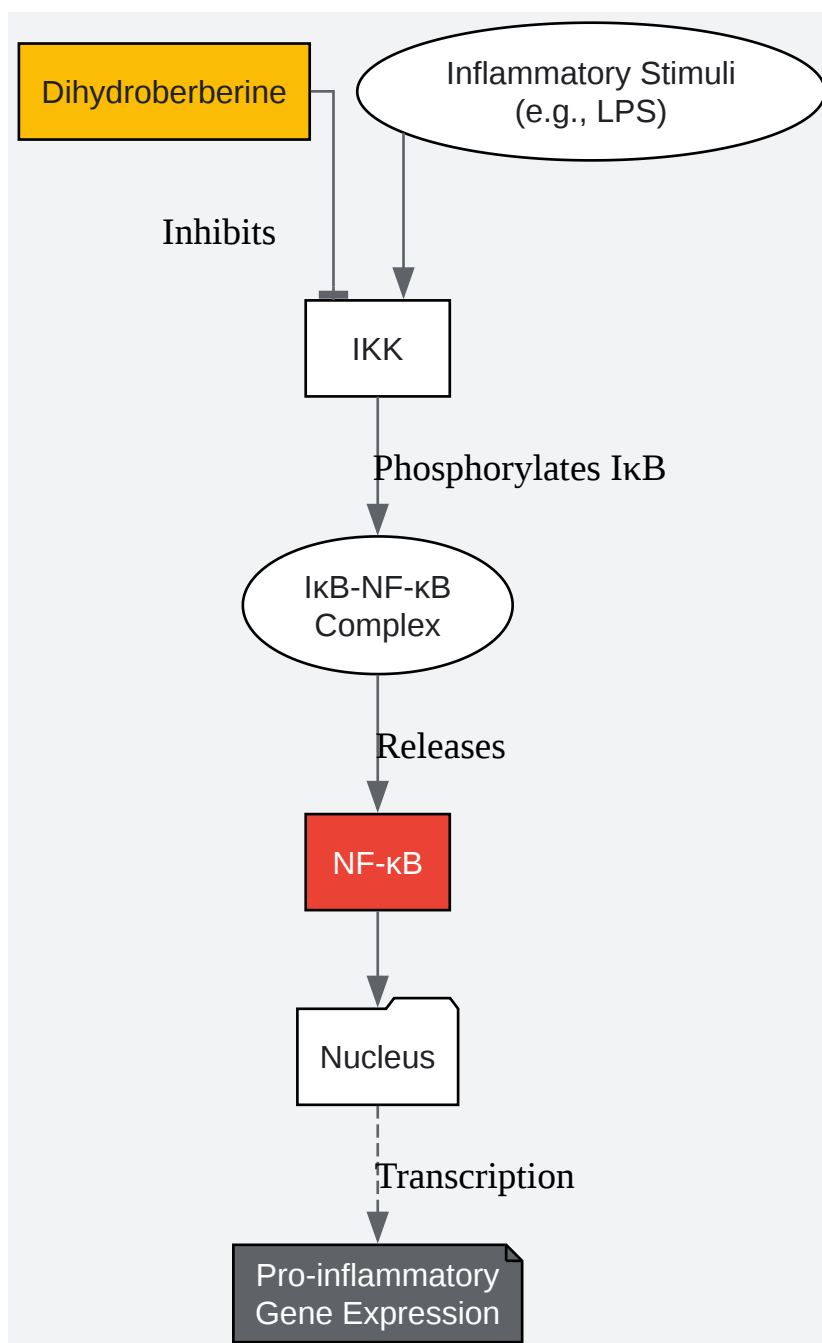 Dihydroberberine
Inflammatory Stimuli
(e.g., LPS)
Inhibits
IKK
Phosphorylates IκB
IκB-NF-κB
Complex
Releases
NF-κB
Nucleus
Transcription
Pro-inflammatory
Gene Expression